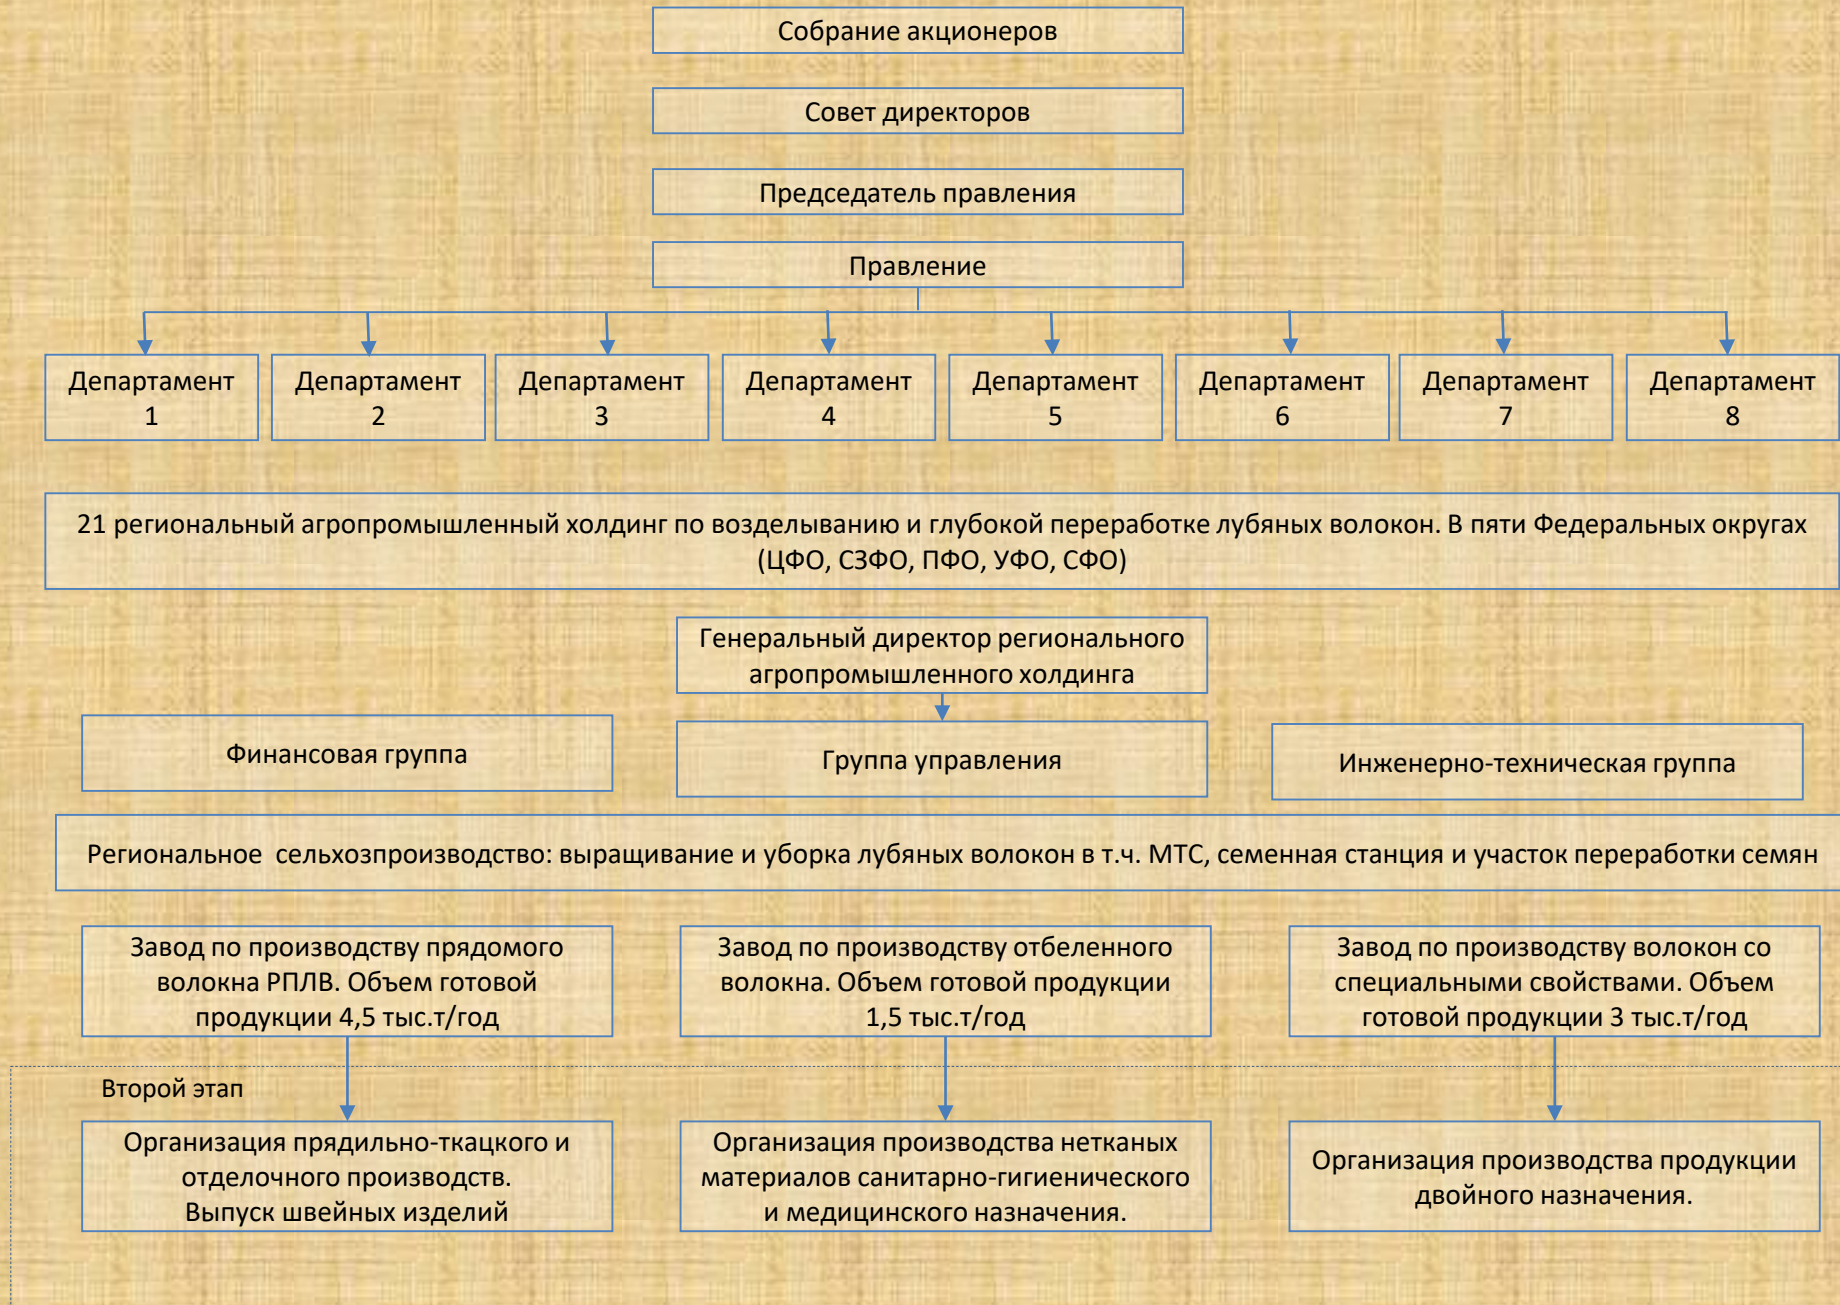 Собрание акционеров
Совет директоров
Председатель правления
Правление
Департамент
1
Департамент
2
Департамент
3
Департамент
4
Департамент
5
Департамент
6
Департамент
7
Департамент
8
21 региональный агропромышленный холдинг по возделыванию и глубокой переработке лубяных волокон. В пяти Федеральных округах
(ЦФО, СЗФО, ПФО, УФО, СФО)
Генеральный директор регионального
агропромышленного холдинга
Финансовая группа
Группа управления
Инженерно-техническая группа
Региональное сельхозпроизводство: выращивание и уборка лубяных волокон в т.ч. МТС, семенная станция и участок переработки семян
Завод по производству прядомого
волокна РПЛВ. Объем готовой
продукции 4,5 тыс.т/год
Завод по производству отбеленного
волокна. Объем готовой продукции
1,5 тыс.т/год
Завод по производству волокон со
специальными свойствами. Объем
готовой продукции 3 тыс.т/год
Второй этап
Организация прядильно-ткацкого и
отделочного производств.
Выпуск швейных изделий
Организация производства нетканых
материалов санитарно-гигиенического
и медицинского назначения.
Организация производства продукции
двойного назначения.